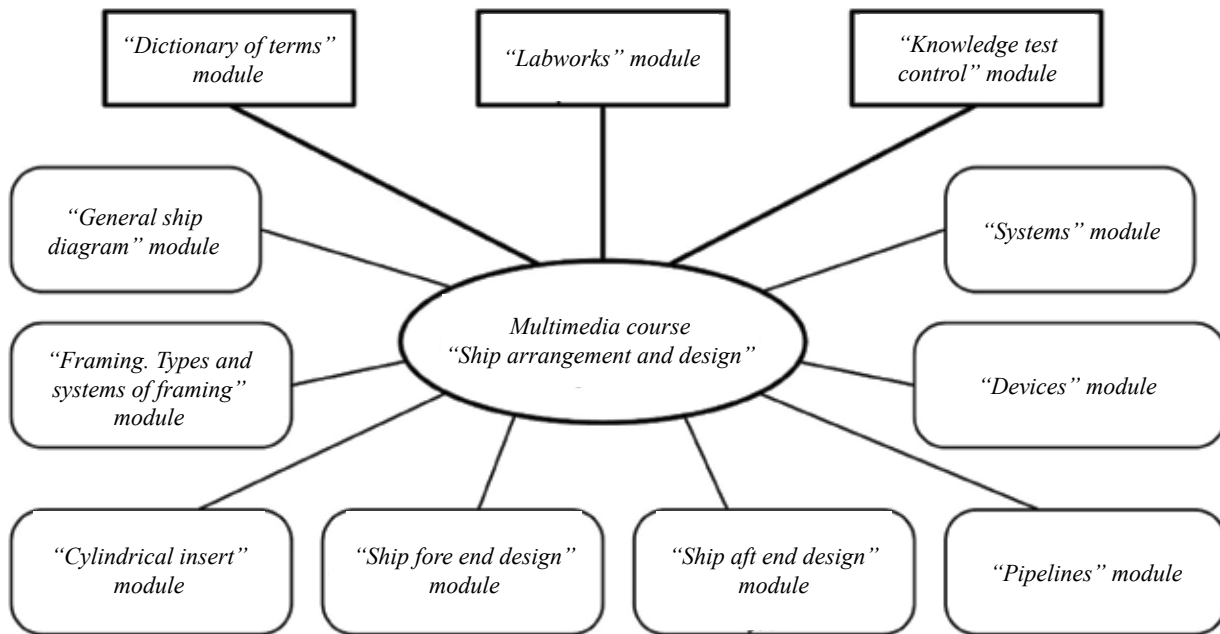 “Dictionary of terms”
module
“Labworks” module
“Knowledge test
control” module
“General ship
diagram” module
“Systems” module
Multimedia course
“Ship arrangement and design”
“Framing. Types and
systems of framing”
module
“Devices” module
“Cylindrical insert”
module
“Ship fore end design”
module
“Ship aft end design”
module
“Pipelines” module